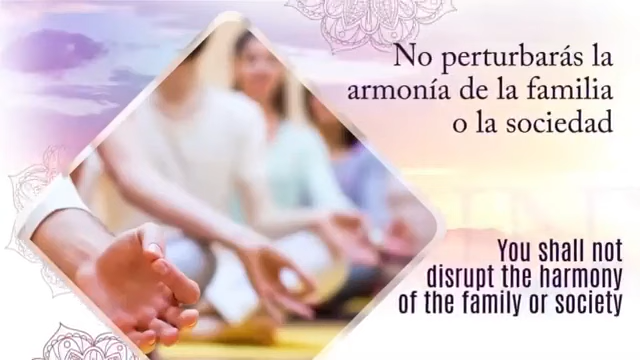 No perturbarás la
armonía de la familia
o la sociedad
You shall not
disrupt the harmony
of the family or society